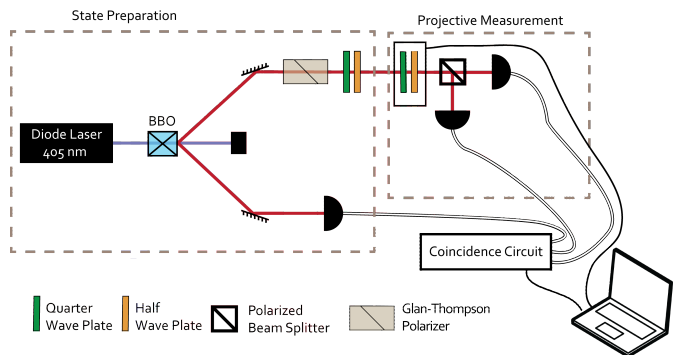 State Preparation
Projective Measurement
BBO
Diode Laser
405 nm
Coincidence Circuit
Quarter
Wave Plate
Half
Wave Plate
Polarized
Beam Splitter
Glan-Thompson
Polarizer